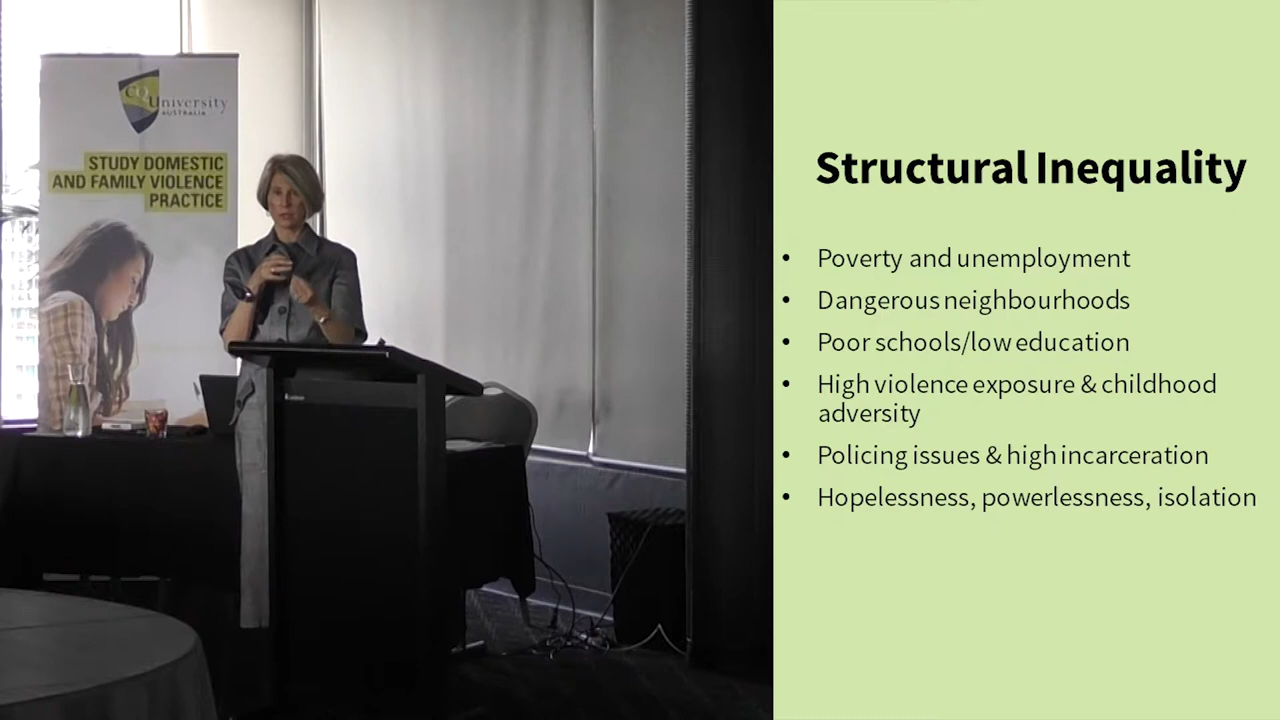 CQUniversity
AUSTRALIA
STUDY DOMESTIC
AND FAMILY VIOLENCE
PRACTICE
Structural Inequality
• Poverty and unemployment
• Dangerous neighbourhoods
• Poor schools/low education
• High violence exposure & childhood
adversity
• Policing issues & high incarceration
• Hopelessness, powerlessness, isolation